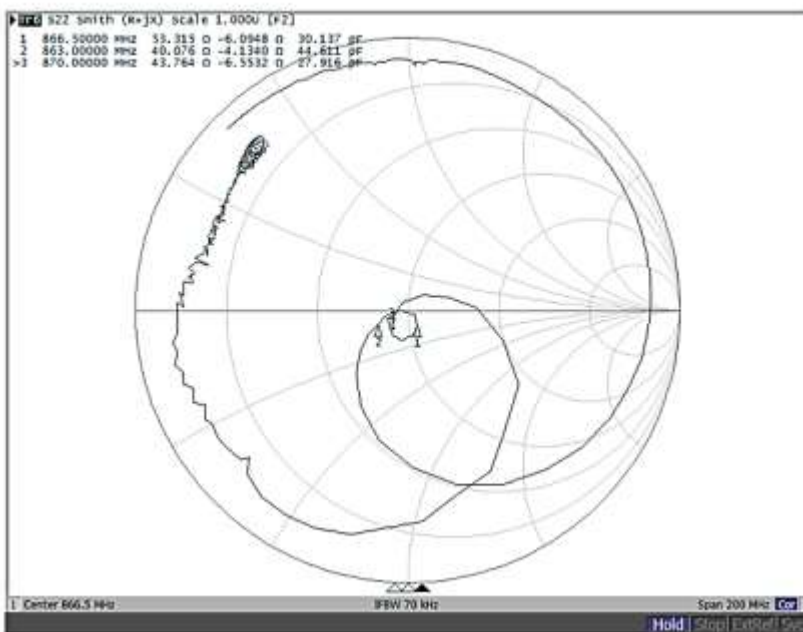 Tr6 S22 Smith (R+jX) Scale 1.000U [F2]
1 866.50000 MHz 53.315 Ω -6.0948 Ω 30.137 pF
2 863.00000 MHz 40.076 Ω -4.1340 Ω 44.611 pF
>3 870.00000 MHz 43.764 Ω -6.5532 Ω 27.916 pF
1 Center 866.5 MHz IFBW 70 kHz Span 200 MHz Cor
Hold Stop ExtRef Svc